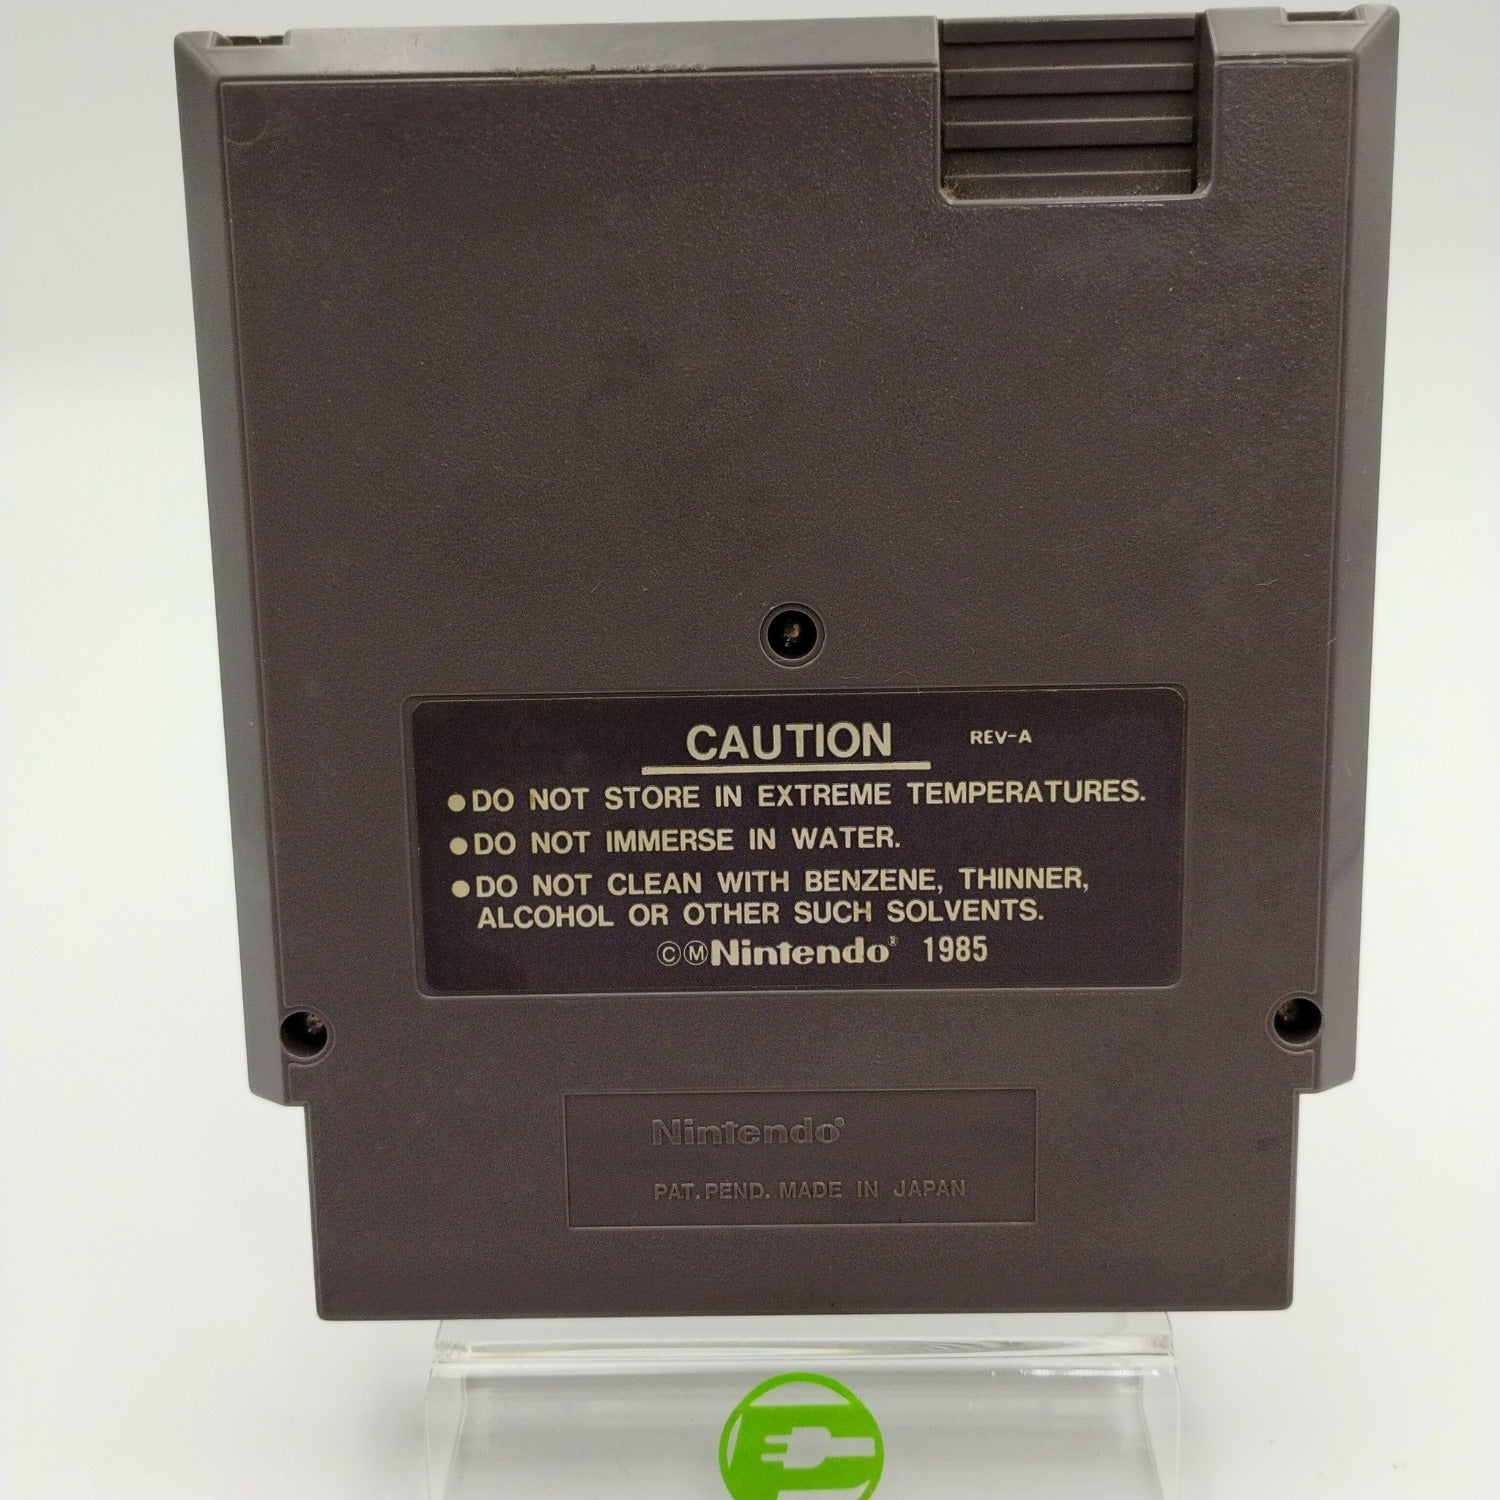 CAUTION REV-A
●DO NOT STORE IN EXTREME TEMPERATURES.
●DO NOT IMMERSE IN WATER.
●DO NOT CLEAN WITH BENZENE, THINNER,
ALCOHOL OR OTHER SUCH SOLVENTS.
©ⓂNintendo® 1985
Nintendo®
PAT. PEND. MADE IN JAPAN